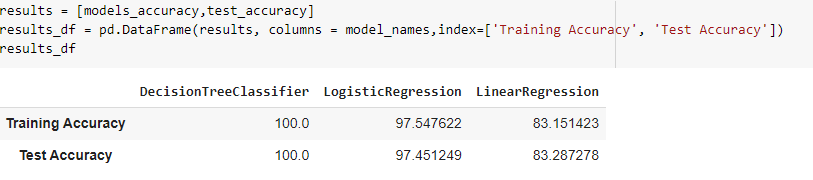 results = [models_accuracy,test_accuracy]
results_df = pd.DataFrame(results, columns = model_names,index=['Training Accuracy', 'Test Accuracy'])
results_df
DecisionTreeClassifier LogisticRegression LinearRegression
Training Accuracy 100.0 97.547622 83.151423
Test Accuracy 100.0 97.451249 83.287278